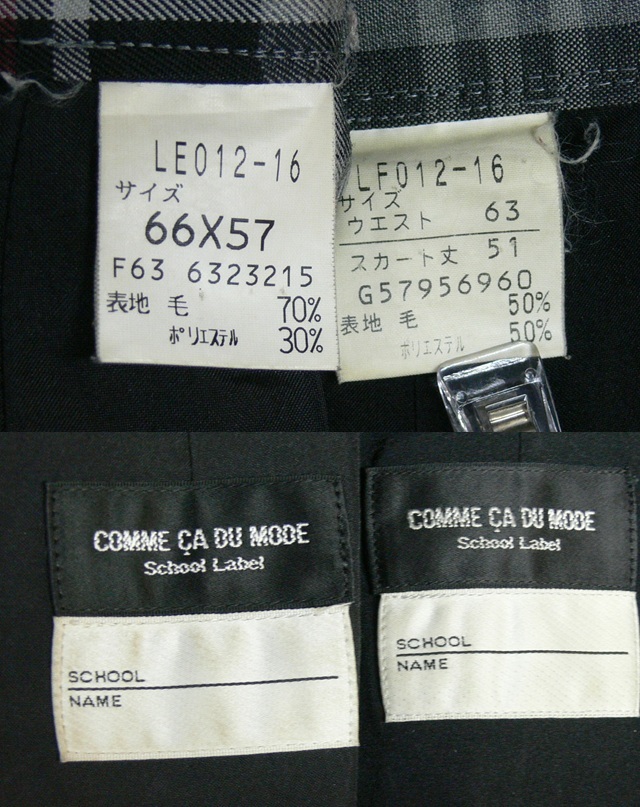 LE012-16
サイズ
66X57
F63 6323215
表地 毛 70%
ポリエステル 30%
LF012-16
サイズ
ウエスト 63
スカート丈 51
G57956960
表地 毛 50%
ポリエステル 50%
COMME ÇA DU MODE
School Label
SCHOOL
NAME
COMME ÇA DU MODE
School Label
SCHOOL
NAME